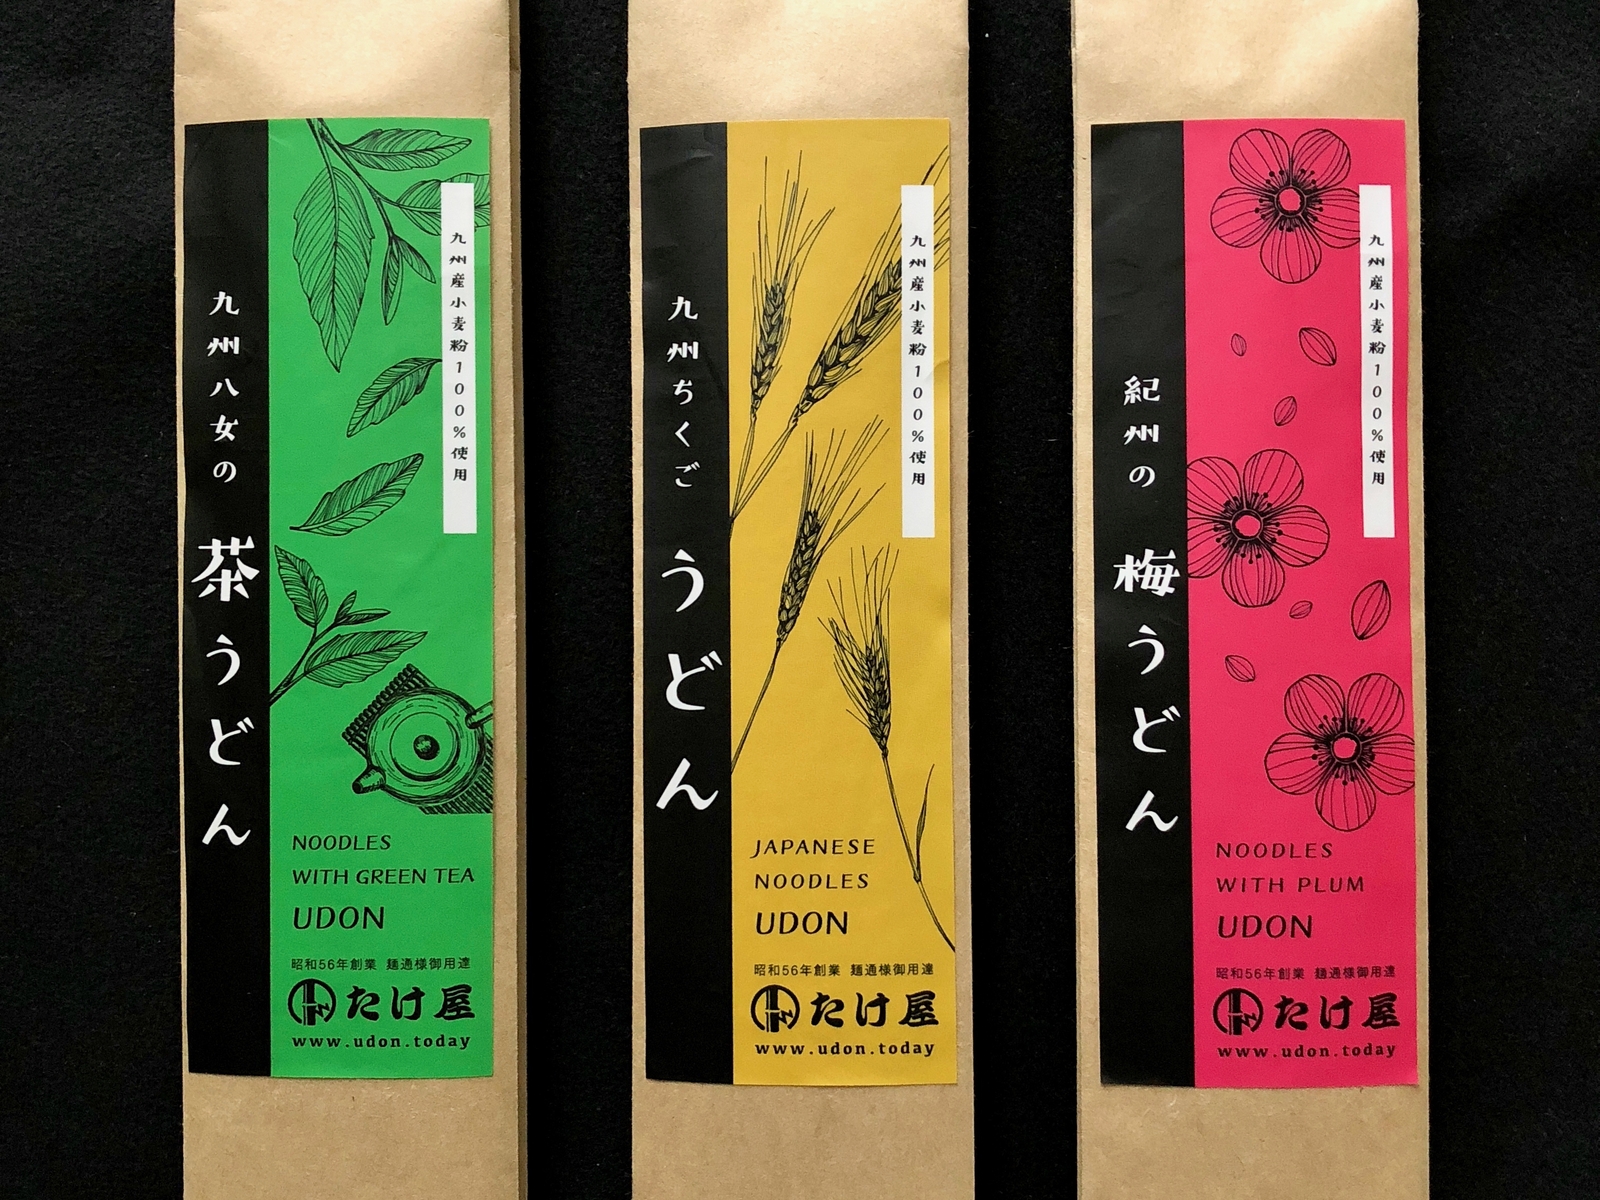 九州八女の 茶うどん
九州産小麦粉100%使用
NOODLES
WITH GREEN TEA
UDON
昭和56年創業 麺通様御用達
たけ屋
www.udon.today
九州ちくご うどん
九州産小麦粉100%使用
JAPANESE
NOODLES
UDON
昭和56年創業 麺通様御用達
たけ屋
www.udon.today
紀州の 梅うどん
九州産小麦粉100%使用
NOODLES
WITH PLUM
UDON
昭和56年創業 麺通様御用達
たけ屋
www.udon.today